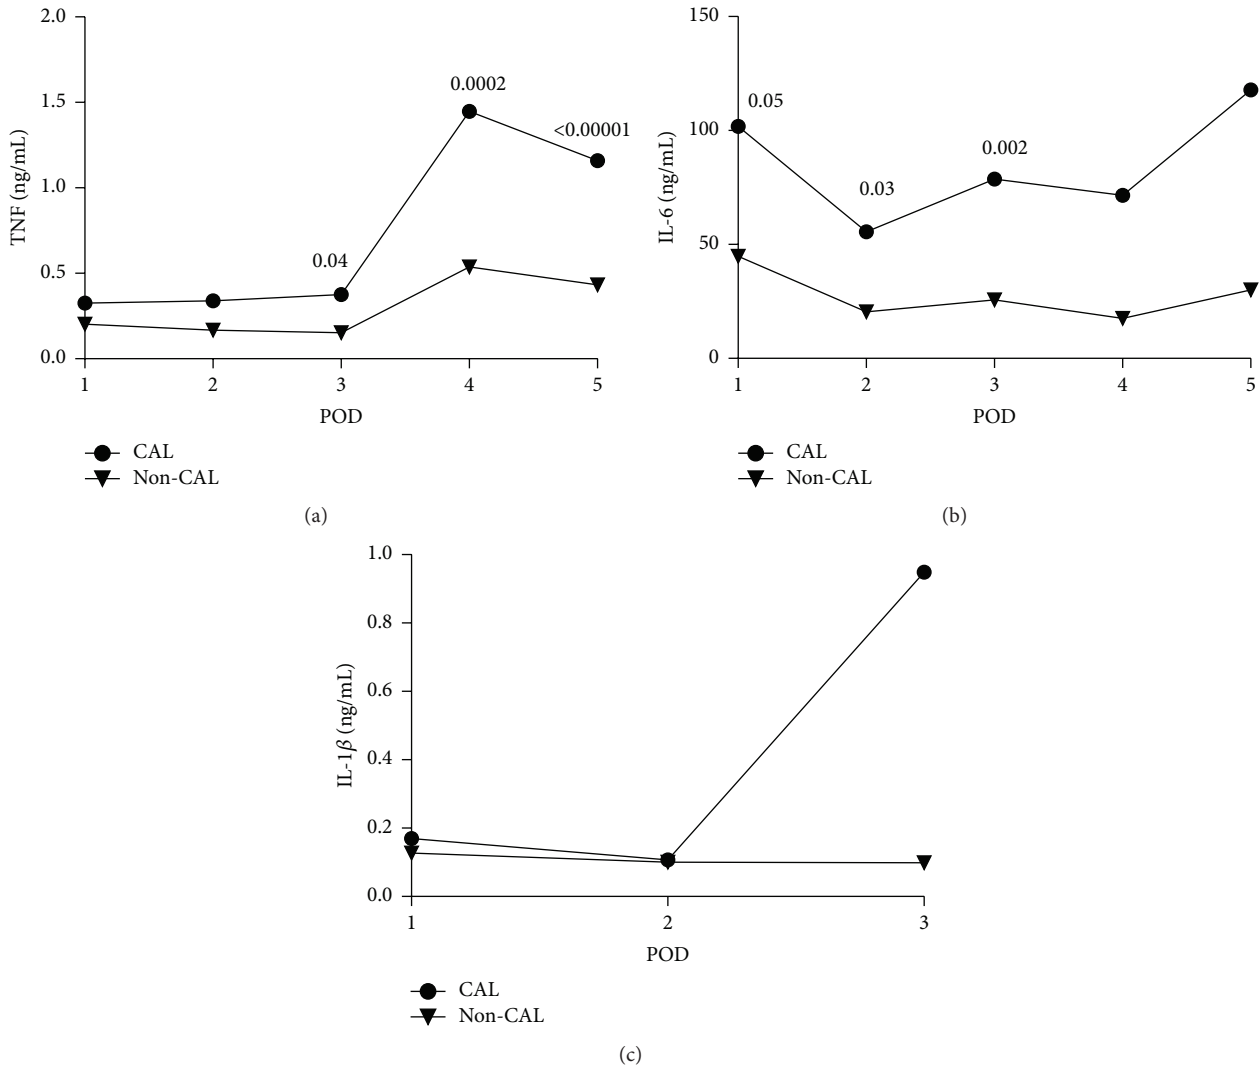 2.0
1.5
1.0
0.5
0.0
TNF (ng/mL)
0.04
0.0002
<0.00001
1 2 3 4 5
POD
CAL
Non-CAL
(a)
150
100
50
0
IL-6 (ng/mL)
0.05
0.03
0.002
1 2 3 4 5
POD
CAL
Non-CAL
(b)
1.0
0.8
0.6
0.4
0.2
0.0
IL-1β (ng/mL)
1 2 3
POD
CAL
Non-CAL
(c)